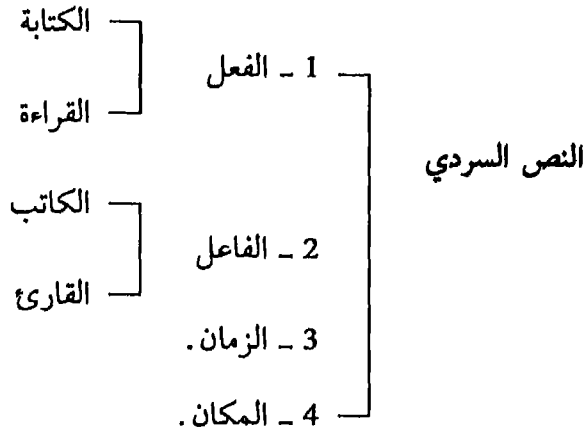 النص السردي
1 ـ الفعل
الكتابة
القراءة
2 ـ الفاعل
الكاتب
القارئ
3 ـ الزمان .
4 ـ المكان .